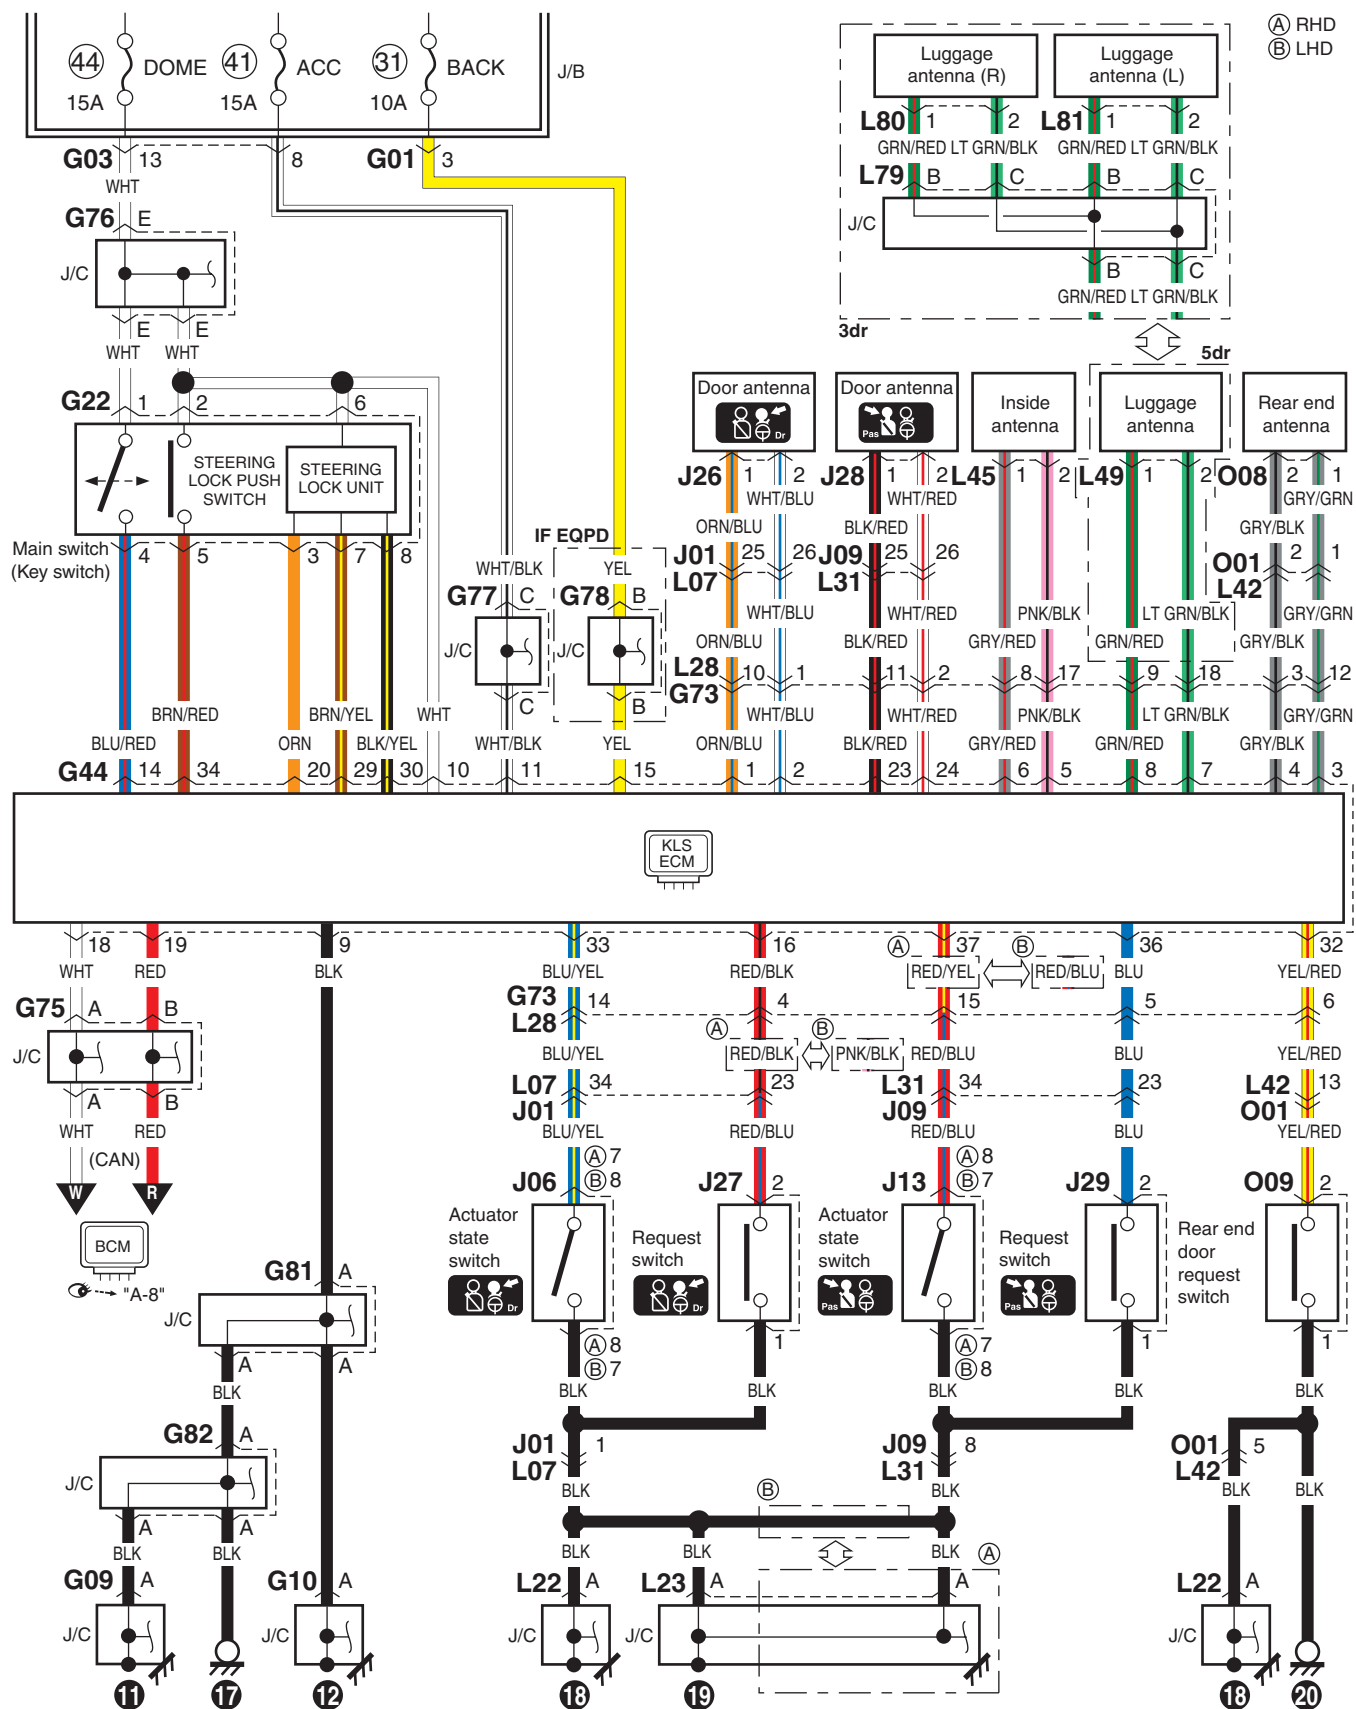 Ⓐ RHD
Ⓑ LHD
44 DOME 41 ACC 31 BACK J/B
15A 15A 10A
Luggage antenna (R) Luggage antenna (L)
L80 1 2 L81 1 2
GRN/RED LT GRN/BLK GRN/RED LT GRN/BLK
L79 B C B C
J/C
B C
GRN/RED LT GRN/BLK
3dr
5dr
G03 13 8 G01 3
WHT
G76 E
J/C
E E
WHT WHT
G22 1 2 6
STEERING LOCK PUSH SWITCH
STEERING LOCK UNIT
Main switch
(Key switch)
4 5 3 7 8
IF EQPD
WHT/BLK YEL
G77 C G78 B
J/C J/C
C B
Door antenna Door antenna Inside antenna Luggage antenna Rear end antenna
Dr Pas
J26 1 2 J28 1 2 L45 1 2 L49 1 2 O08 2 1
WHT/BLU WHT/RED GRY/GRN
ORN/BLU BLK/RED GRY/BLK
J01 25 26 J09 25 26 O01 2 1
L07 L31 L42
WHT/BLU WHT/RED PNK/BLK LT GRN/BLK GRY/GRN
ORN/BLU BLK/RED GRY/RED GRN/RED GRY/BLK
L28 10 1 11 2 8 17 9 18 3 12
G73
BRN/RED BRN/YEL WHT WHT/BLU WHT/RED PNK/BLK LT GRN/BLK GRY/GRN
BLU/RED ORN BLK/YEL WHT/BLK YEL ORN/BLU BLK/RED GRY/RED GRN/RED GRY/BLK
G44 14 34 20 29 30 10 11 15 1 2 23 24 6 5 8 7 4 3
KLS
ECM
18 19 9 33 16 Ⓐ 37 Ⓑ 36 32
WHT RED BLK BLU/YEL RED/BLK RED/YEL RED/BLU BLU YEL/RED
G75 A B
J/C
A B
WHT RED
(CAN)
W R
BCM
"A-8"
G73 14 4 15 5 6
L28
Ⓐ Ⓑ
BLU/YEL RED/BLK PNK/BLK RED/BLU BLU YEL/RED
L07 34 23 L31 34 23 L42 13
J01 J09 O01
BLU/YEL RED/BLU RED/BLU BLU YEL/RED
Ⓐ7 Ⓐ8
J06 Ⓑ8 J27 2 J13 Ⓑ7 J29 2 O09 2
Actuator state switch
Dr
Request switch
Dr
Actuator state switch
Pas
Request switch
Pas
Rear end door request switch
Ⓐ8 1 Ⓐ7 1 1
Ⓑ7 Ⓑ8
BLK BLK BLK BLK BLK
G81 A
J/C
A A
BLK
G82 A
J/C
A A
BLK BLK
G09 A G10 A
J/C J/C
11 17 12
J01 1 J09 8 O01 5
L07 L31 L42
BLK BLK BLK BLK
Ⓑ
BLK BLK BLK Ⓐ
L22 A L23 A A L22 A
J/C J/C J/C
18 19 18 20